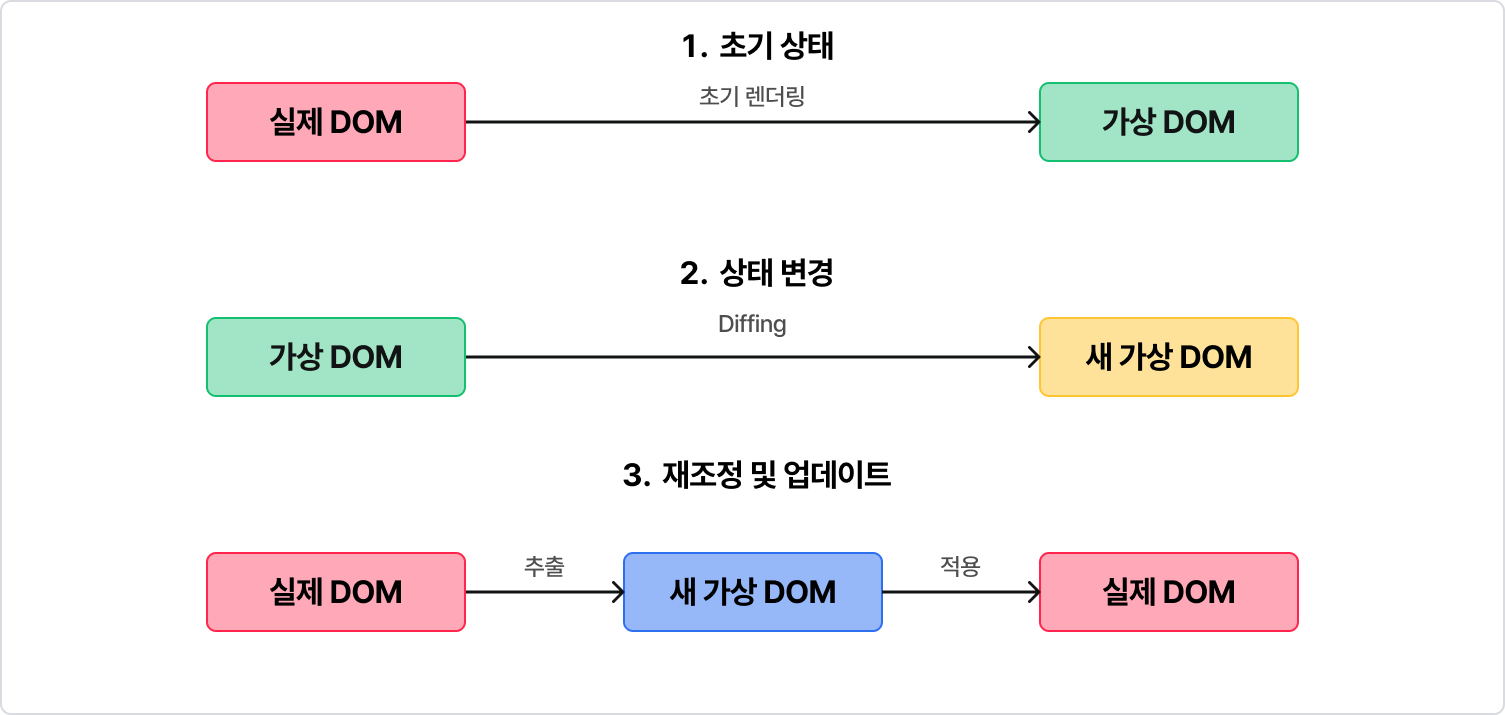 1. 초기 상태
초기 렌더링
실제 DOM
가상 DOM
2. 상태 변경
Diffing
가상 DOM
새 가상 DOM
3. 재조정 및 업데이트
실제 DOM
추출
새 가상 DOM
적용
실제 DOM